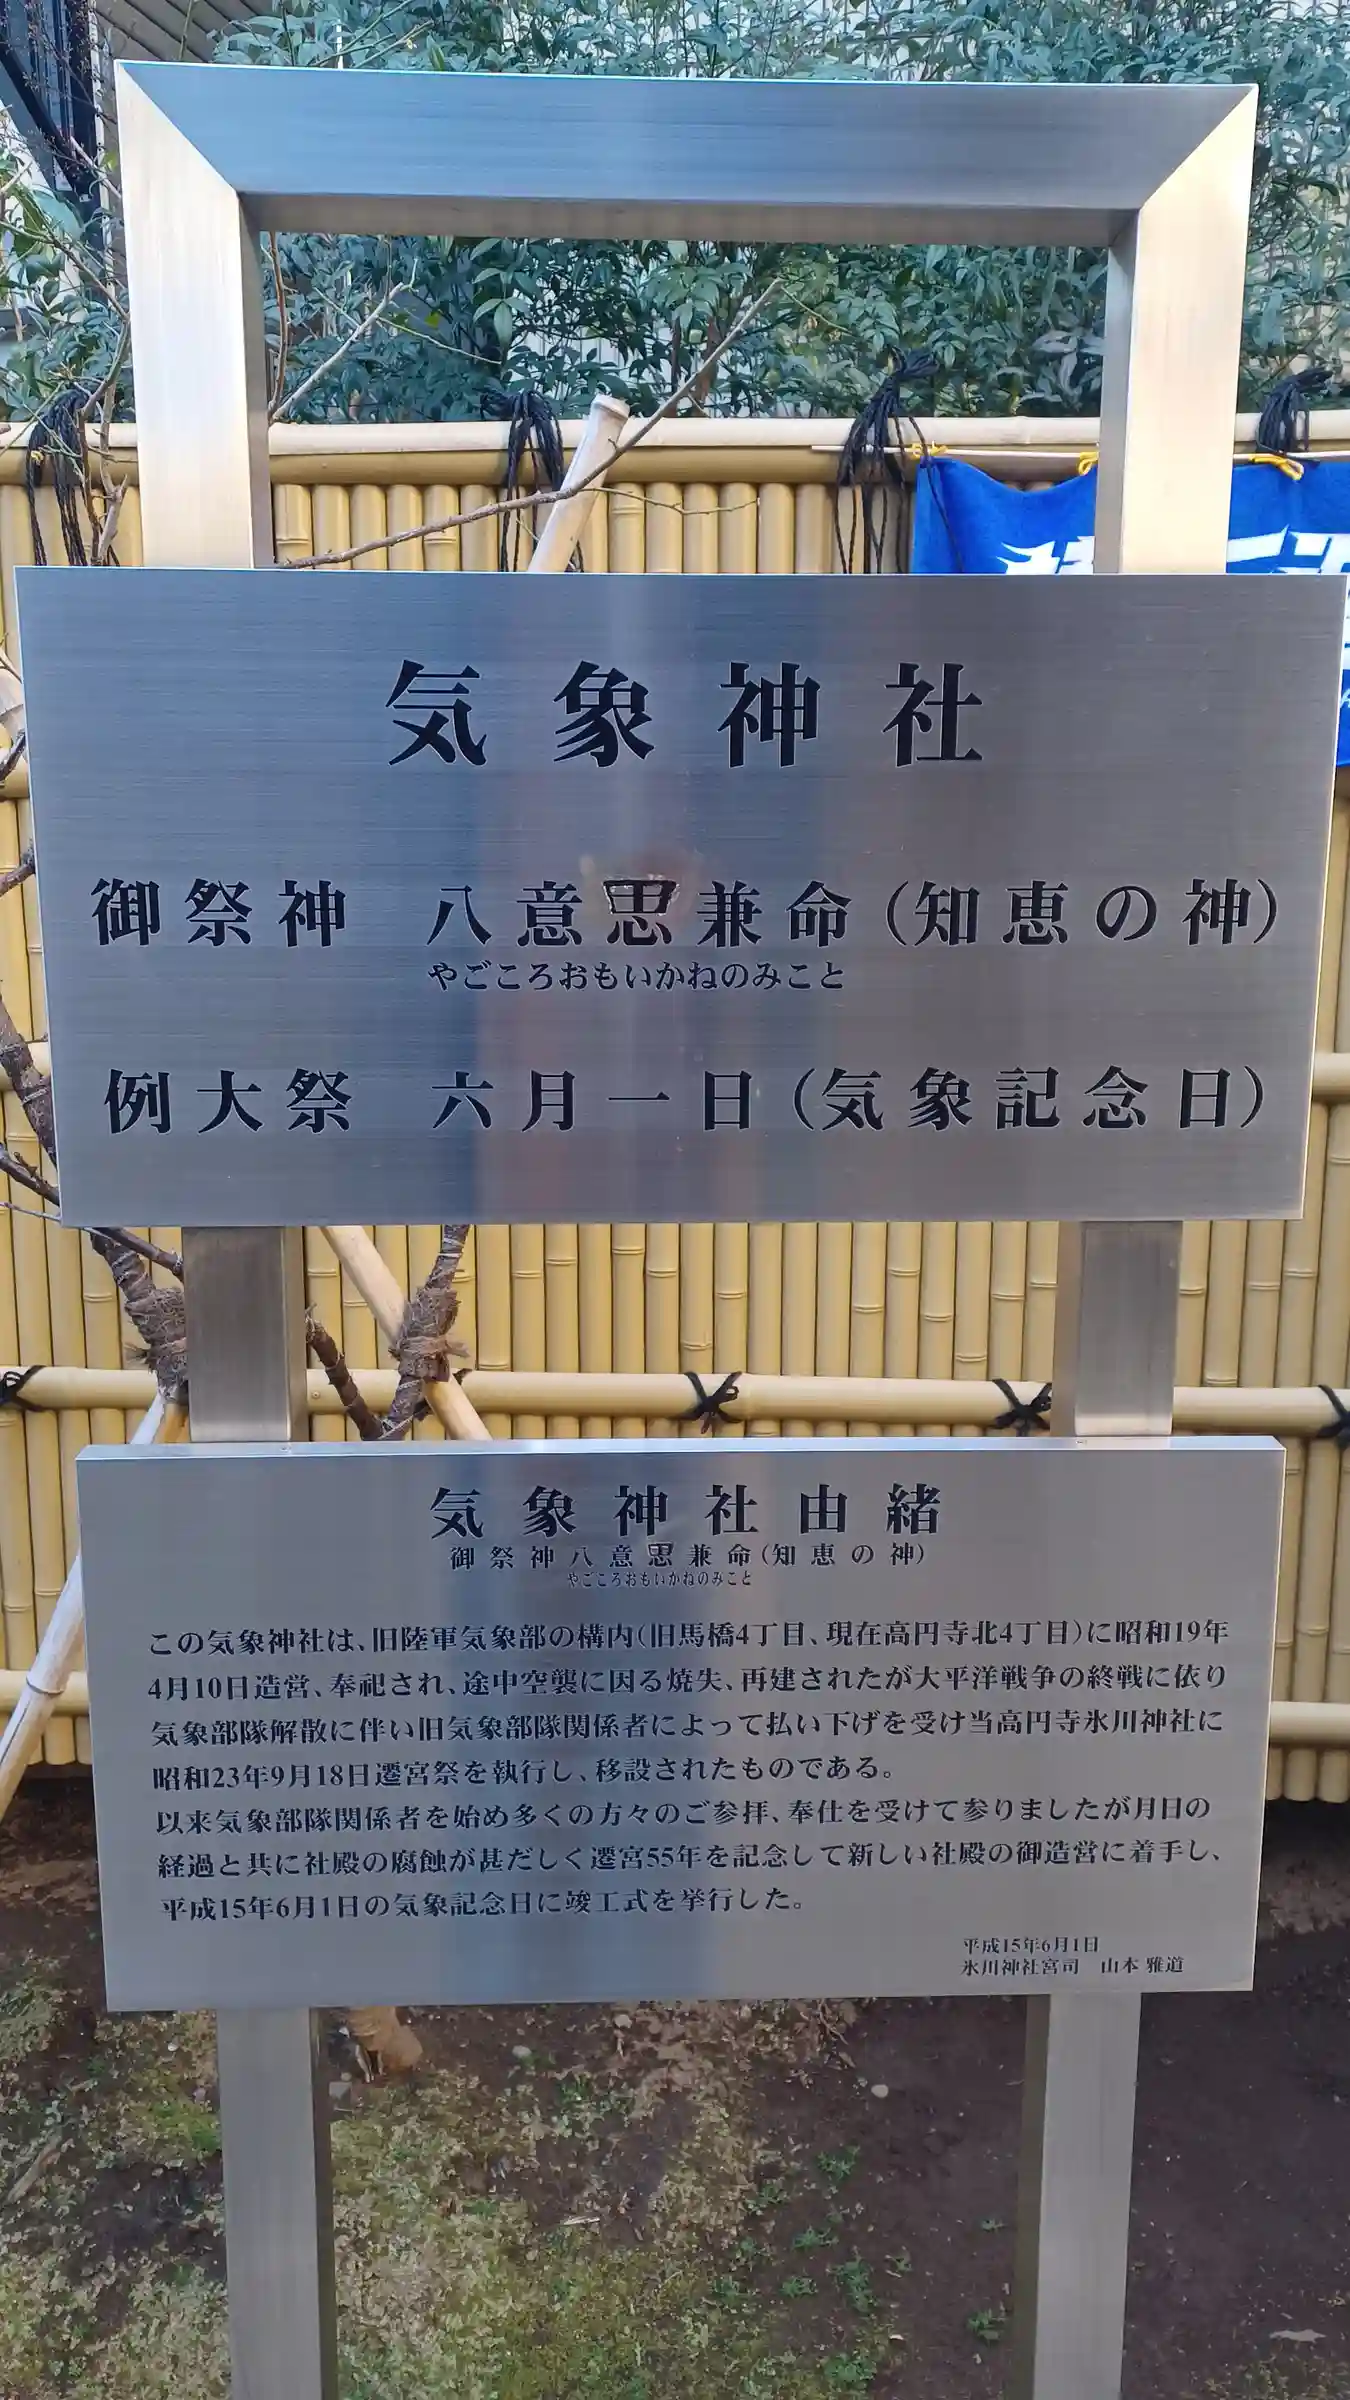 気象神社
御祭神 八意思兼命(知恵の神)
やごころおもいかねのみこと
例大祭 六月一日(気象記念日)
気象神社由緒
御祭神八意思兼命(知恵の神)
やごころおもいかねのみこと
この気象神社は、旧陸軍気象部の構内(旧馬橋4丁目、現在高円寺北4丁目)に昭和19年
4月10日造営、奉祀され、途中空襲に因る焼失、再建されたが大平洋戦争の終戦に依り
気象部隊解散に伴い旧気象部隊関係者によって払い下げを受け当高円寺氷川神社に
昭和23年9月18日遷宮祭を執行し、移設されたものである。
以来気象部隊関係者を始め多くの方々のご参拝、奉仕を受けて参りましたが月日の
経過と共に社殿の腐蝕が甚だしく遷宮55年を記念して新しい社殿の御造営に着手し、
平成15年6月1日の気象記念日に竣工式を挙行した。
平成15年6月1日
氷川神社宮司 山本 雅道